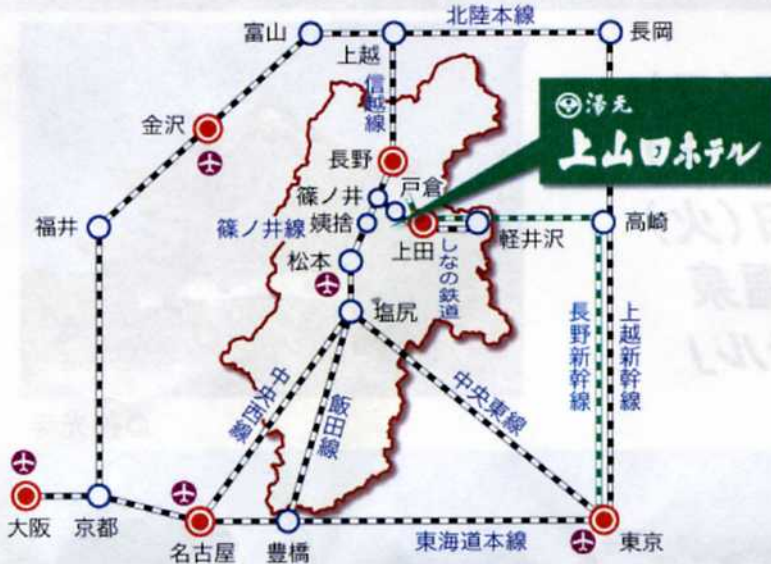 富山
上越
北陸本線
長岡
信越線
金沢
湯元
上山田ホテル
長野
戸倉
篠ノ井
福井
篠ノ井線
姨捨
上田
軽井沢
高崎
松本
しなの鉄道
塩尻
長野新幹線
上越新幹線
中央西線
飯田線
中央東線
大阪
京都
名古屋
豊橋
東海道本線
東京